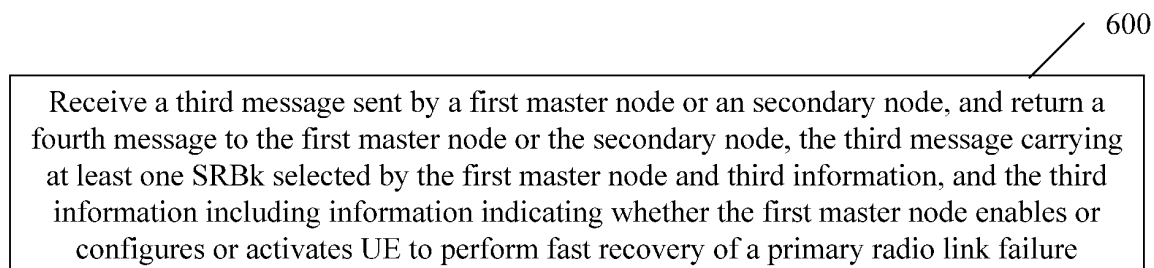 600
Receive a third message sent by a first master node or an secondary node, and return a
fourth message to the first master node or the secondary node, the third message carrying
at least one SRBk selected by the first master node and third information, and the third
information including information indicating whether the first master node enables or
configures or activates UE to perform fast recovery of a primary radio link failure